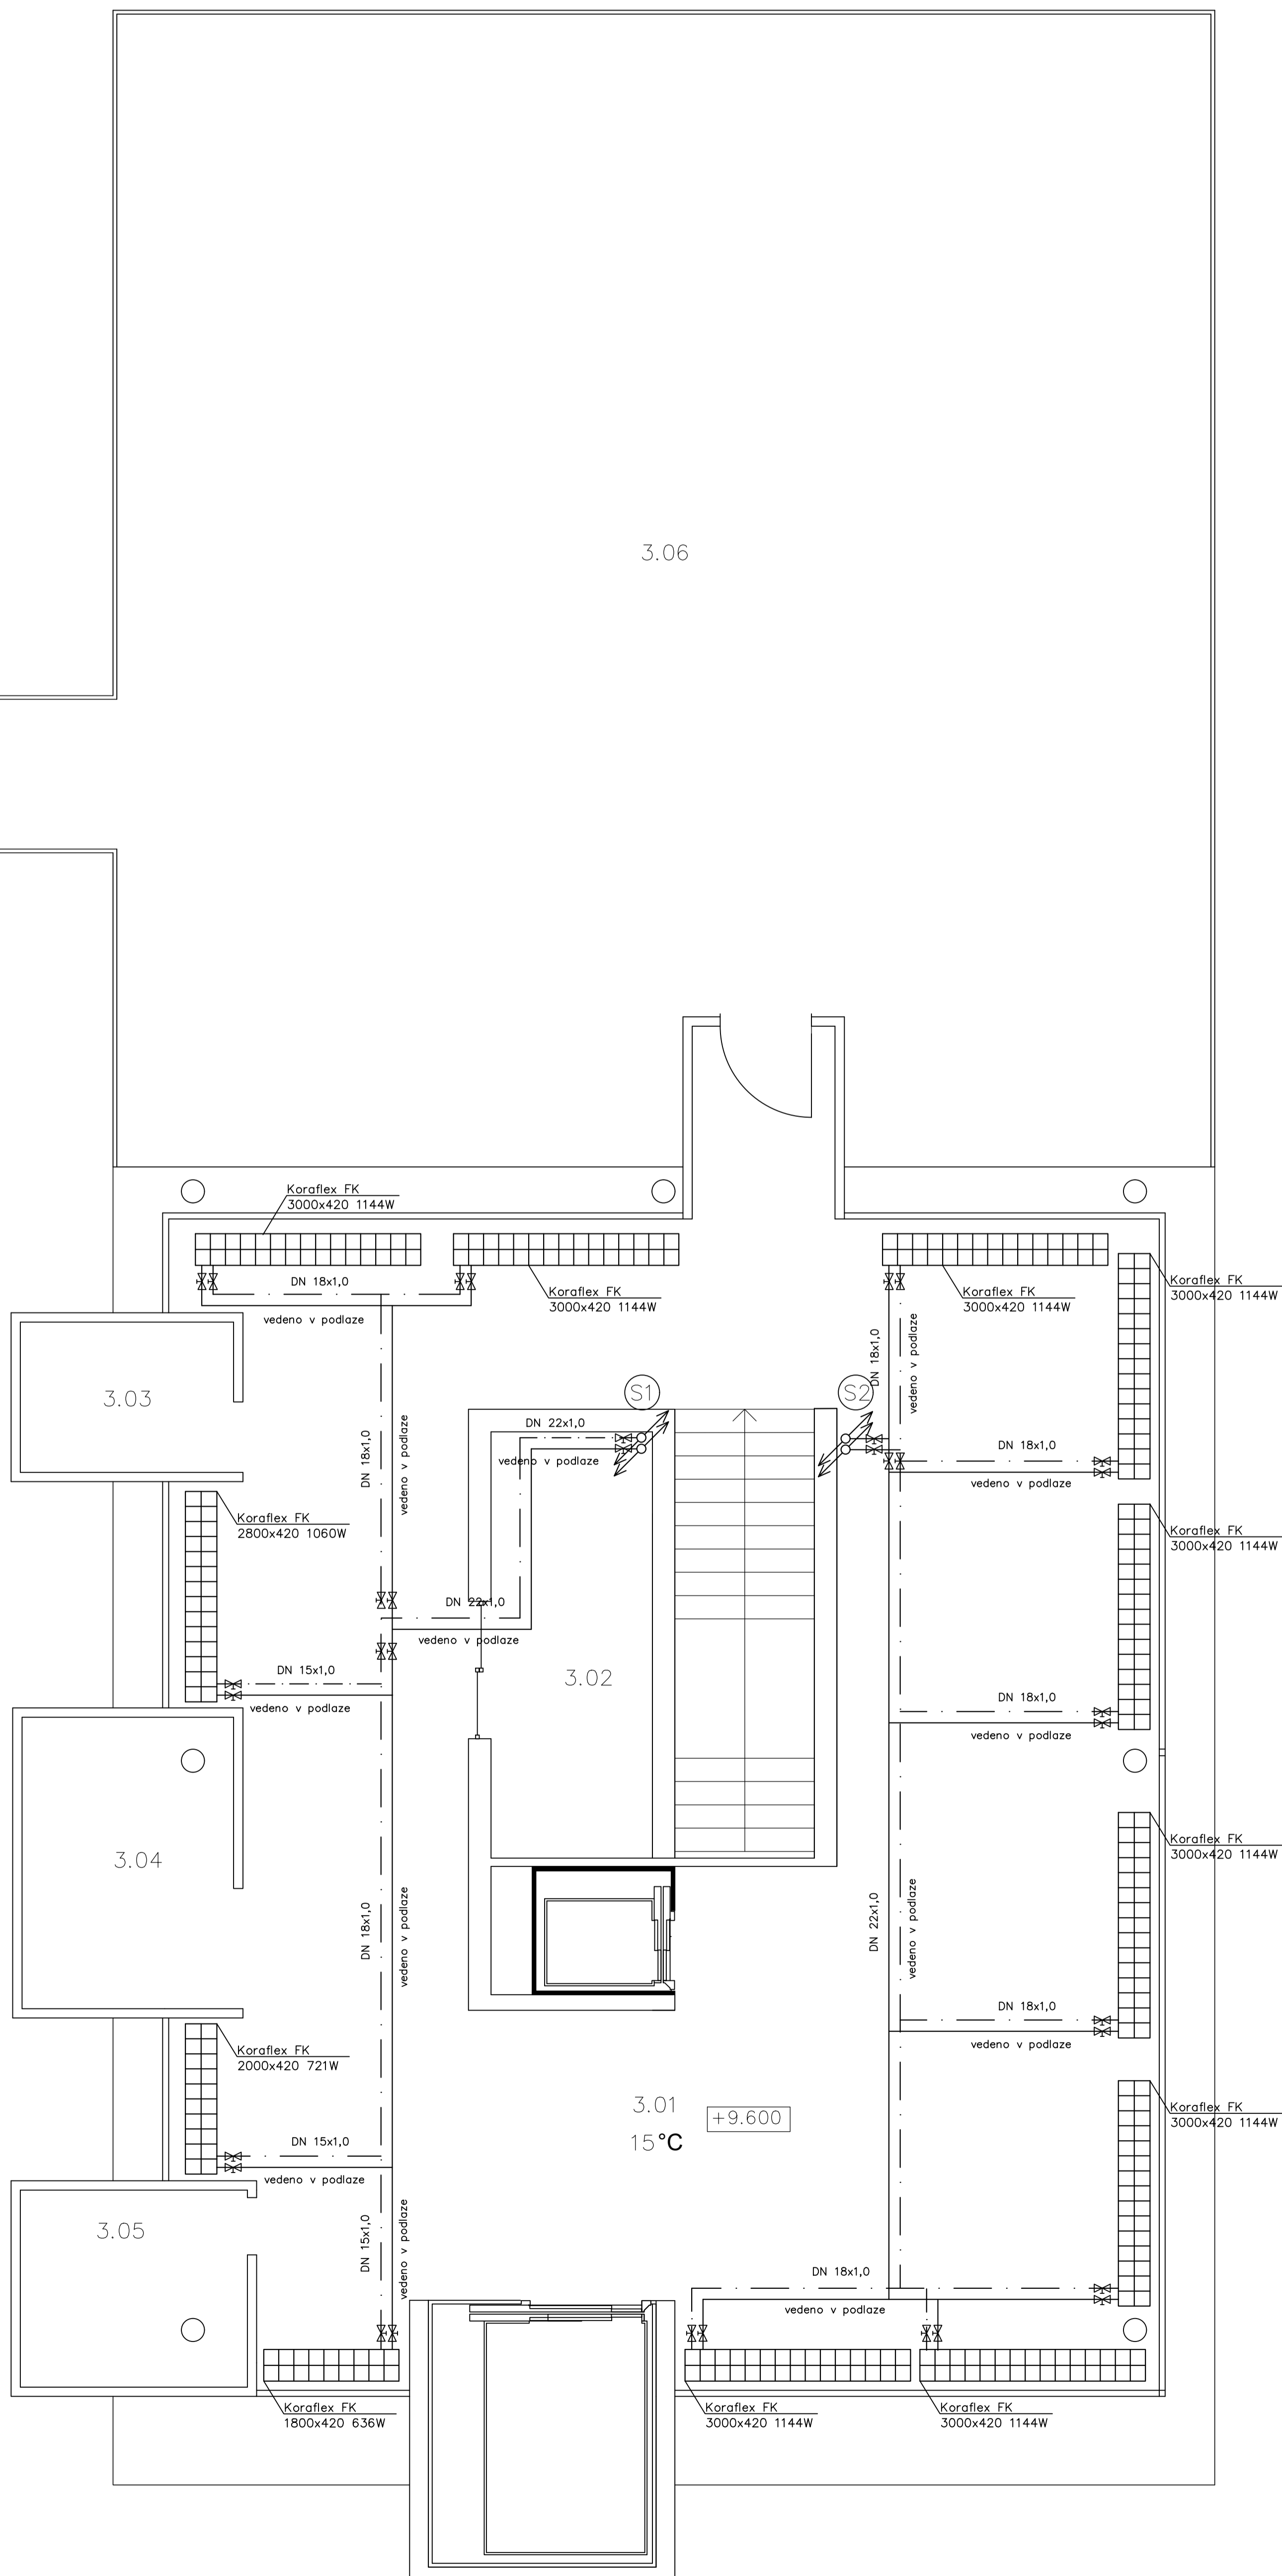 3.06
Koraflex FK
3000x420 1144W
DN 18x1,0
vedeno v podlaze
Koraflex FK
3000x420 1144W
Koraflex FK
3000x420 1144W
Koraflex FK
3000x420 1144W
DN 18x1,0
vedeno v podlaze
3.03
S1
S2
DN 22x1,0
vedeno v podlaze
DN 18x1,0
vedeno v podlaze
DN 18x1,0
vedeno v podlaze
Koraflex FK
2800x420 1060W
Koraflex FK
3000x420 1144W
DN 22x1,0
vedeno v podlaze
DN 15x1,0
vedeno v podlaze
3.02
DN 18x1,0
vedeno v podlaze
3.04
Koraflex FK
3000x420 1144W
DN 18x1,0
vedeno v podlaze
DN 22x1,0
vedeno v podlaze
DN 18x1,0
vedeno v podlaze
Koraflex FK
2000x420 721W
3.01
+9.600
15°C
Koraflex FK
3000x420 1144W
DN 15x1,0
vedeno v podlaze
3.05
DN 15x1,0
vedeno v podlaze
DN 18x1,0
vedeno v podlaze
Koraflex FK
1800x420 636W
Koraflex FK
3000x420 1144W
Koraflex FK
3000x420 1144W